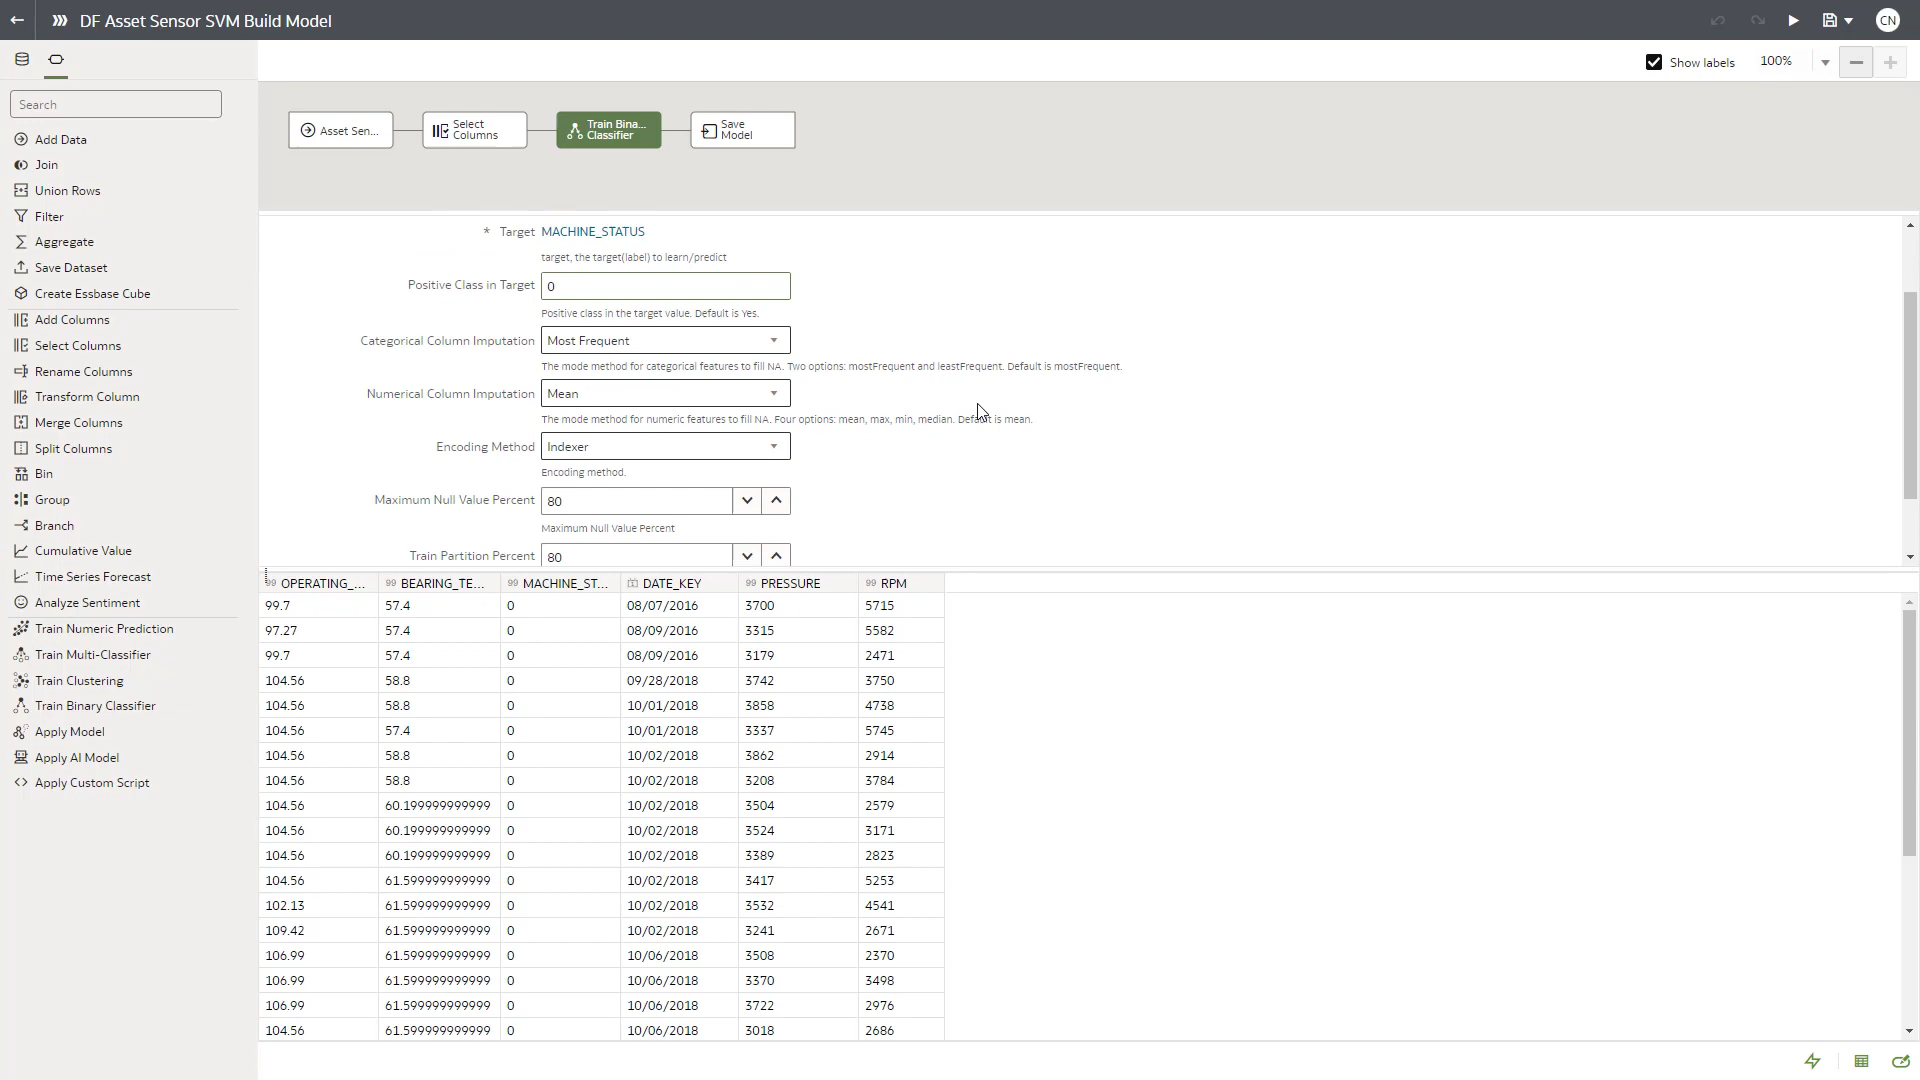 DF Asset Sensor SVM Build Model
CN
Show labels
100%
Search
Add Data
Join
Union Rows
Filter
Aggregate
Save Dataset
Create Essbase Cube
Add Columns
Select Columns
Rename Columns
Transform Column
Merge Columns
Split Columns
Bin
Group
Branch
Cumulative Value
Time Series Forecast
Analyze Sentiment
Train Numeric Prediction
Train Multi-Classifier
Train Clustering
Train Binary Classifier
Apply Model
Apply AI Model
Apply Custom Script
Asset Sen...
Select
Columns
Train Bina...
Classifier
Save
Model
* Target MACHINE_STATUS
target, the target(label) to learn/predict
Positive Class in Target 0
Positive class in the target value. Default is Yes.
Categorical Column Imputation Most Frequent
The mode method for categorical features to fill NA. Two options: mostFrequent and leastFrequent. Default is mostFrequent.
Numerical Column Imputation Mean
The mode method for numeric features to fill NA. Four options: mean, max, min, median. Default is mean.
Encoding Method Indexer
Encoding method.
Maximum Null Value Percent 80
Maximum Null Value Percent
Train Partition Percent 80
99 OPERATING_... 99 BEARING_TE... 99 MACHINE_ST... DATE_KEY 99 PRESSURE 99 RPM
99.7 57.4 0 08/07/2016 3700 5715
97.27 57.4 0 08/09/2016 3315 5582
99.7 57.4 0 08/09/2016 3179 2471
104.56 58.8 0 09/28/2018 3742 3750
104.56 58.8 0 10/01/2018 3858 4738
104.56 57.4 0 10/01/2018 3337 5745
104.56 58.8 0 10/02/2018 3862 2914
104.56 58.8 0 10/02/2018 3208 3784
104.56 60.199999999999 0 10/02/2018 3504 2579
104.56 60.199999999999 0 10/02/2018 3524 3171
104.56 60.199999999999 0 10/02/2018 3389 2823
104.56 61.599999999999 0 10/02/2018 3417 5253
102.13 61.599999999999 0 10/02/2018 3532 4541
109.42 61.599999999999 0 10/02/2018 3241 2671
106.99 61.599999999999 0 10/06/2018 3508 2370
106.99 61.599999999999 0 10/06/2018 3370 3498
106.99 61.599999999999 0 10/06/2018 3722 2976
104.56 61.599999999999 0 10/06/2018 3018 2686